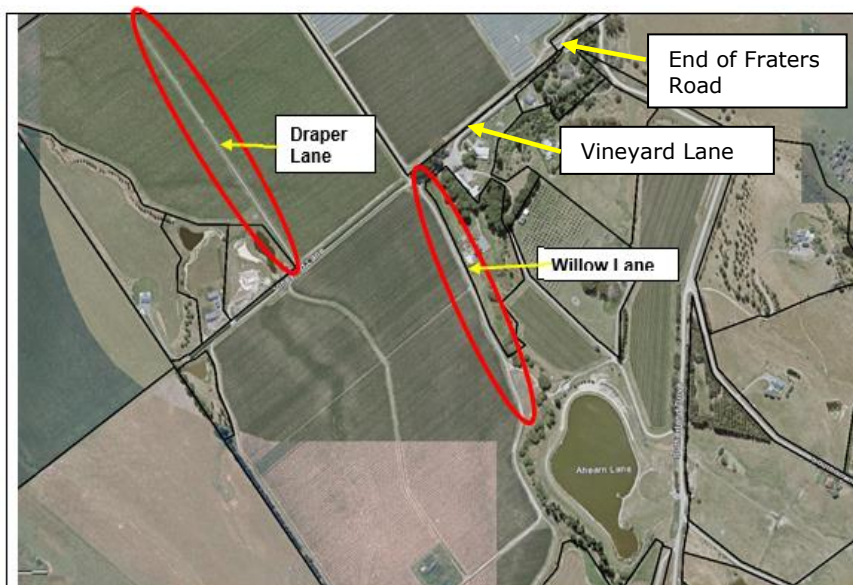 End of Fraters
Road
Draper
Lane
Vineyard Lane
Willow Lane
Ahearn Lane